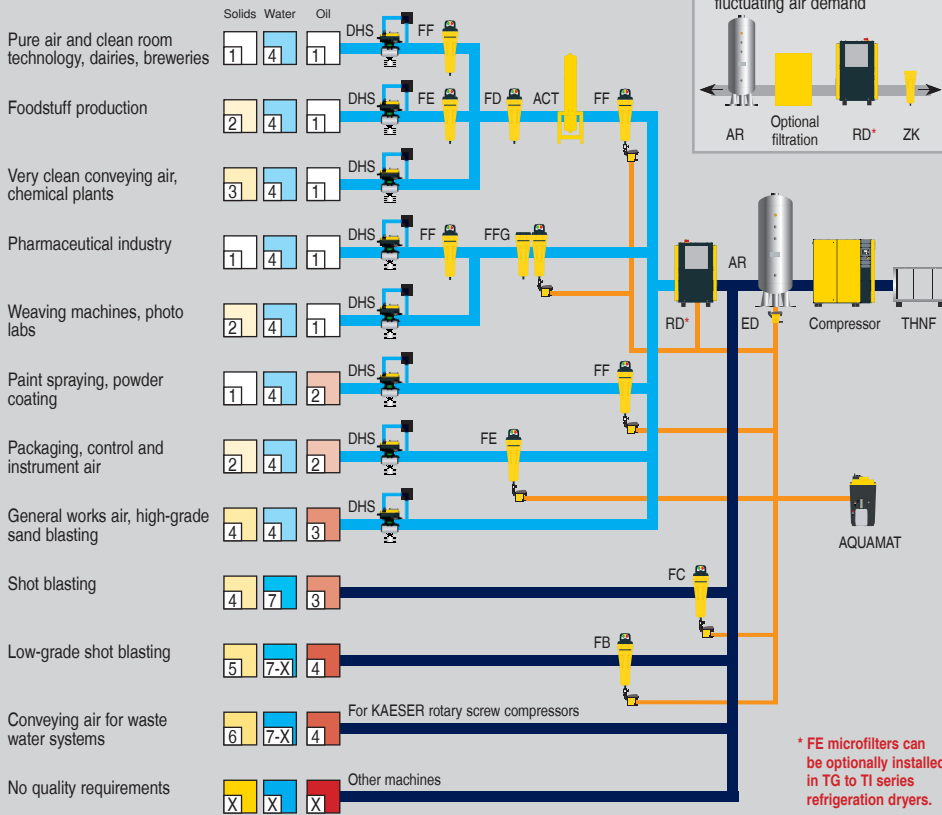 fluctuating air demand
AR
Optional
filtration
RD*
ZK
Solids Water Oil
Pure air and clean room
technology, dairies, breweries
1 4 1
DHS
FF
Foodstuff production
2 4 1
DHS
FE
FD
ACT
FF
Very clean conveying air,
chemical plants
3 4 1
DHS
Pharmaceutical industry
1 4 1
DHS
FF
FFG
AR
RD*
ED
Compressor
THNF
Weaving machines, photo
labs
2 4 1
DHS
Paint spraying, powder
coating
1 4 2
DHS
FF
Packaging, control and
instrument air
2 4 2
DHS
FE
General works air, high-grade
sand blasting
4 4 3
DHS
AQUAMAT
Shot blasting
4 7 3
FC
Low-grade shot blasting
5 7-X 4
FB
Conveying air for waste
water systems
6 7-X 4
For KAESER rotary screw compressors
No quality requirements
X X X
Other machines
* FE microfilters can
be optionally installed
in TG to TI series
refrigeration dryers.